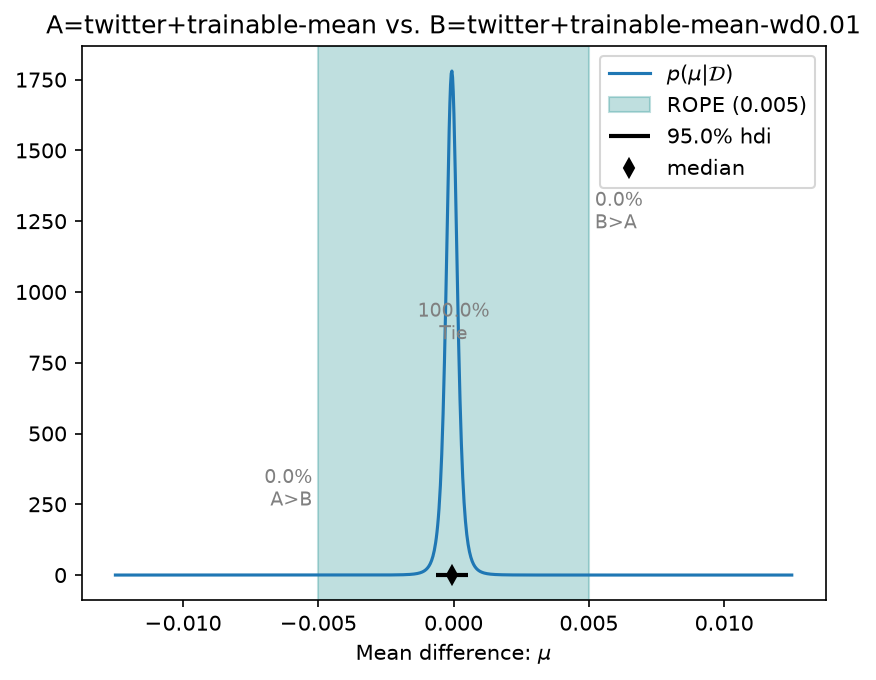 A=twitter+trainable-mean vs. B=twitter+trainable-mean-wd0.01
1750
1500
1250
1000
750
500
250
0
p(μ|𝒟)
ROPE (0.005)
95.0% hdi
median
0.0%
B>A
100.0%
Tie
0.0%
A>B
−0.010
−0.005
0.000
0.005
0.010
Mean difference: μ